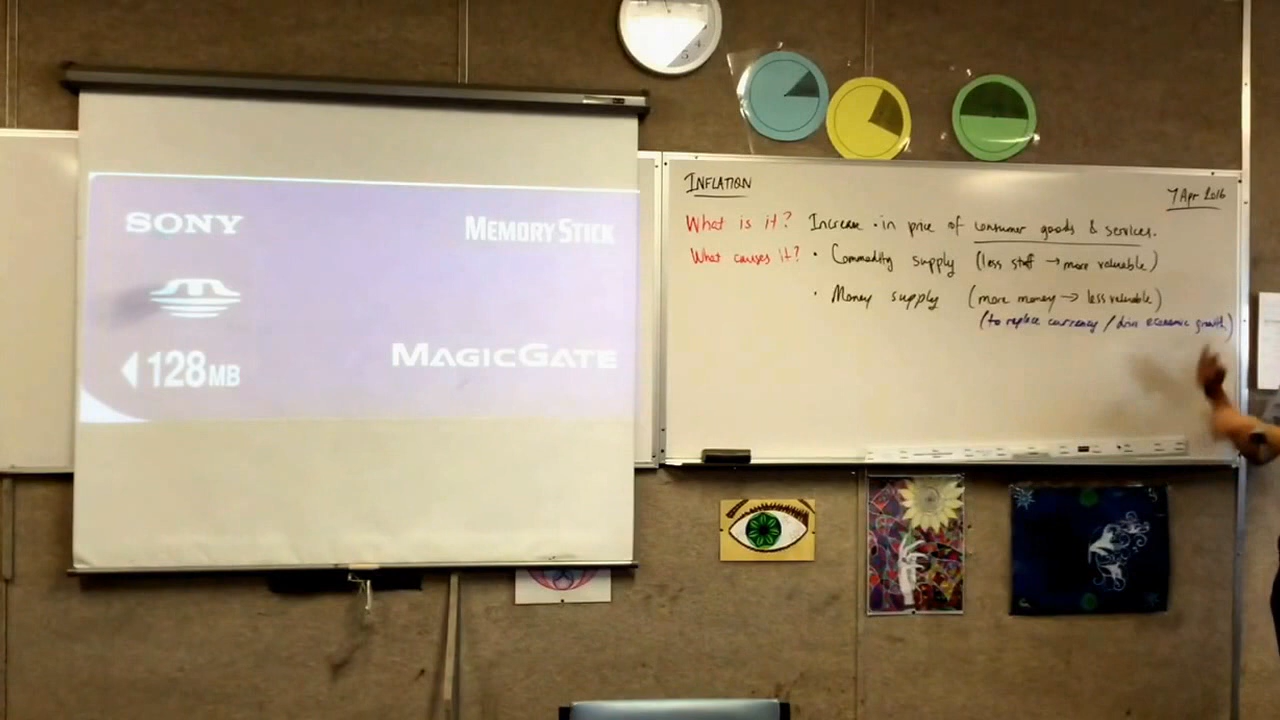 SONY
MEMORY STICK
MAGICGATE
128MB
INFLATION
7 Apr 2016
What is it? Increase in price of consumer goods & services.
What causes it? • Commodity supply (less stuff → more valuable)
• Money supply (more money → less valuable)
(to replace currency / drive economic growth)